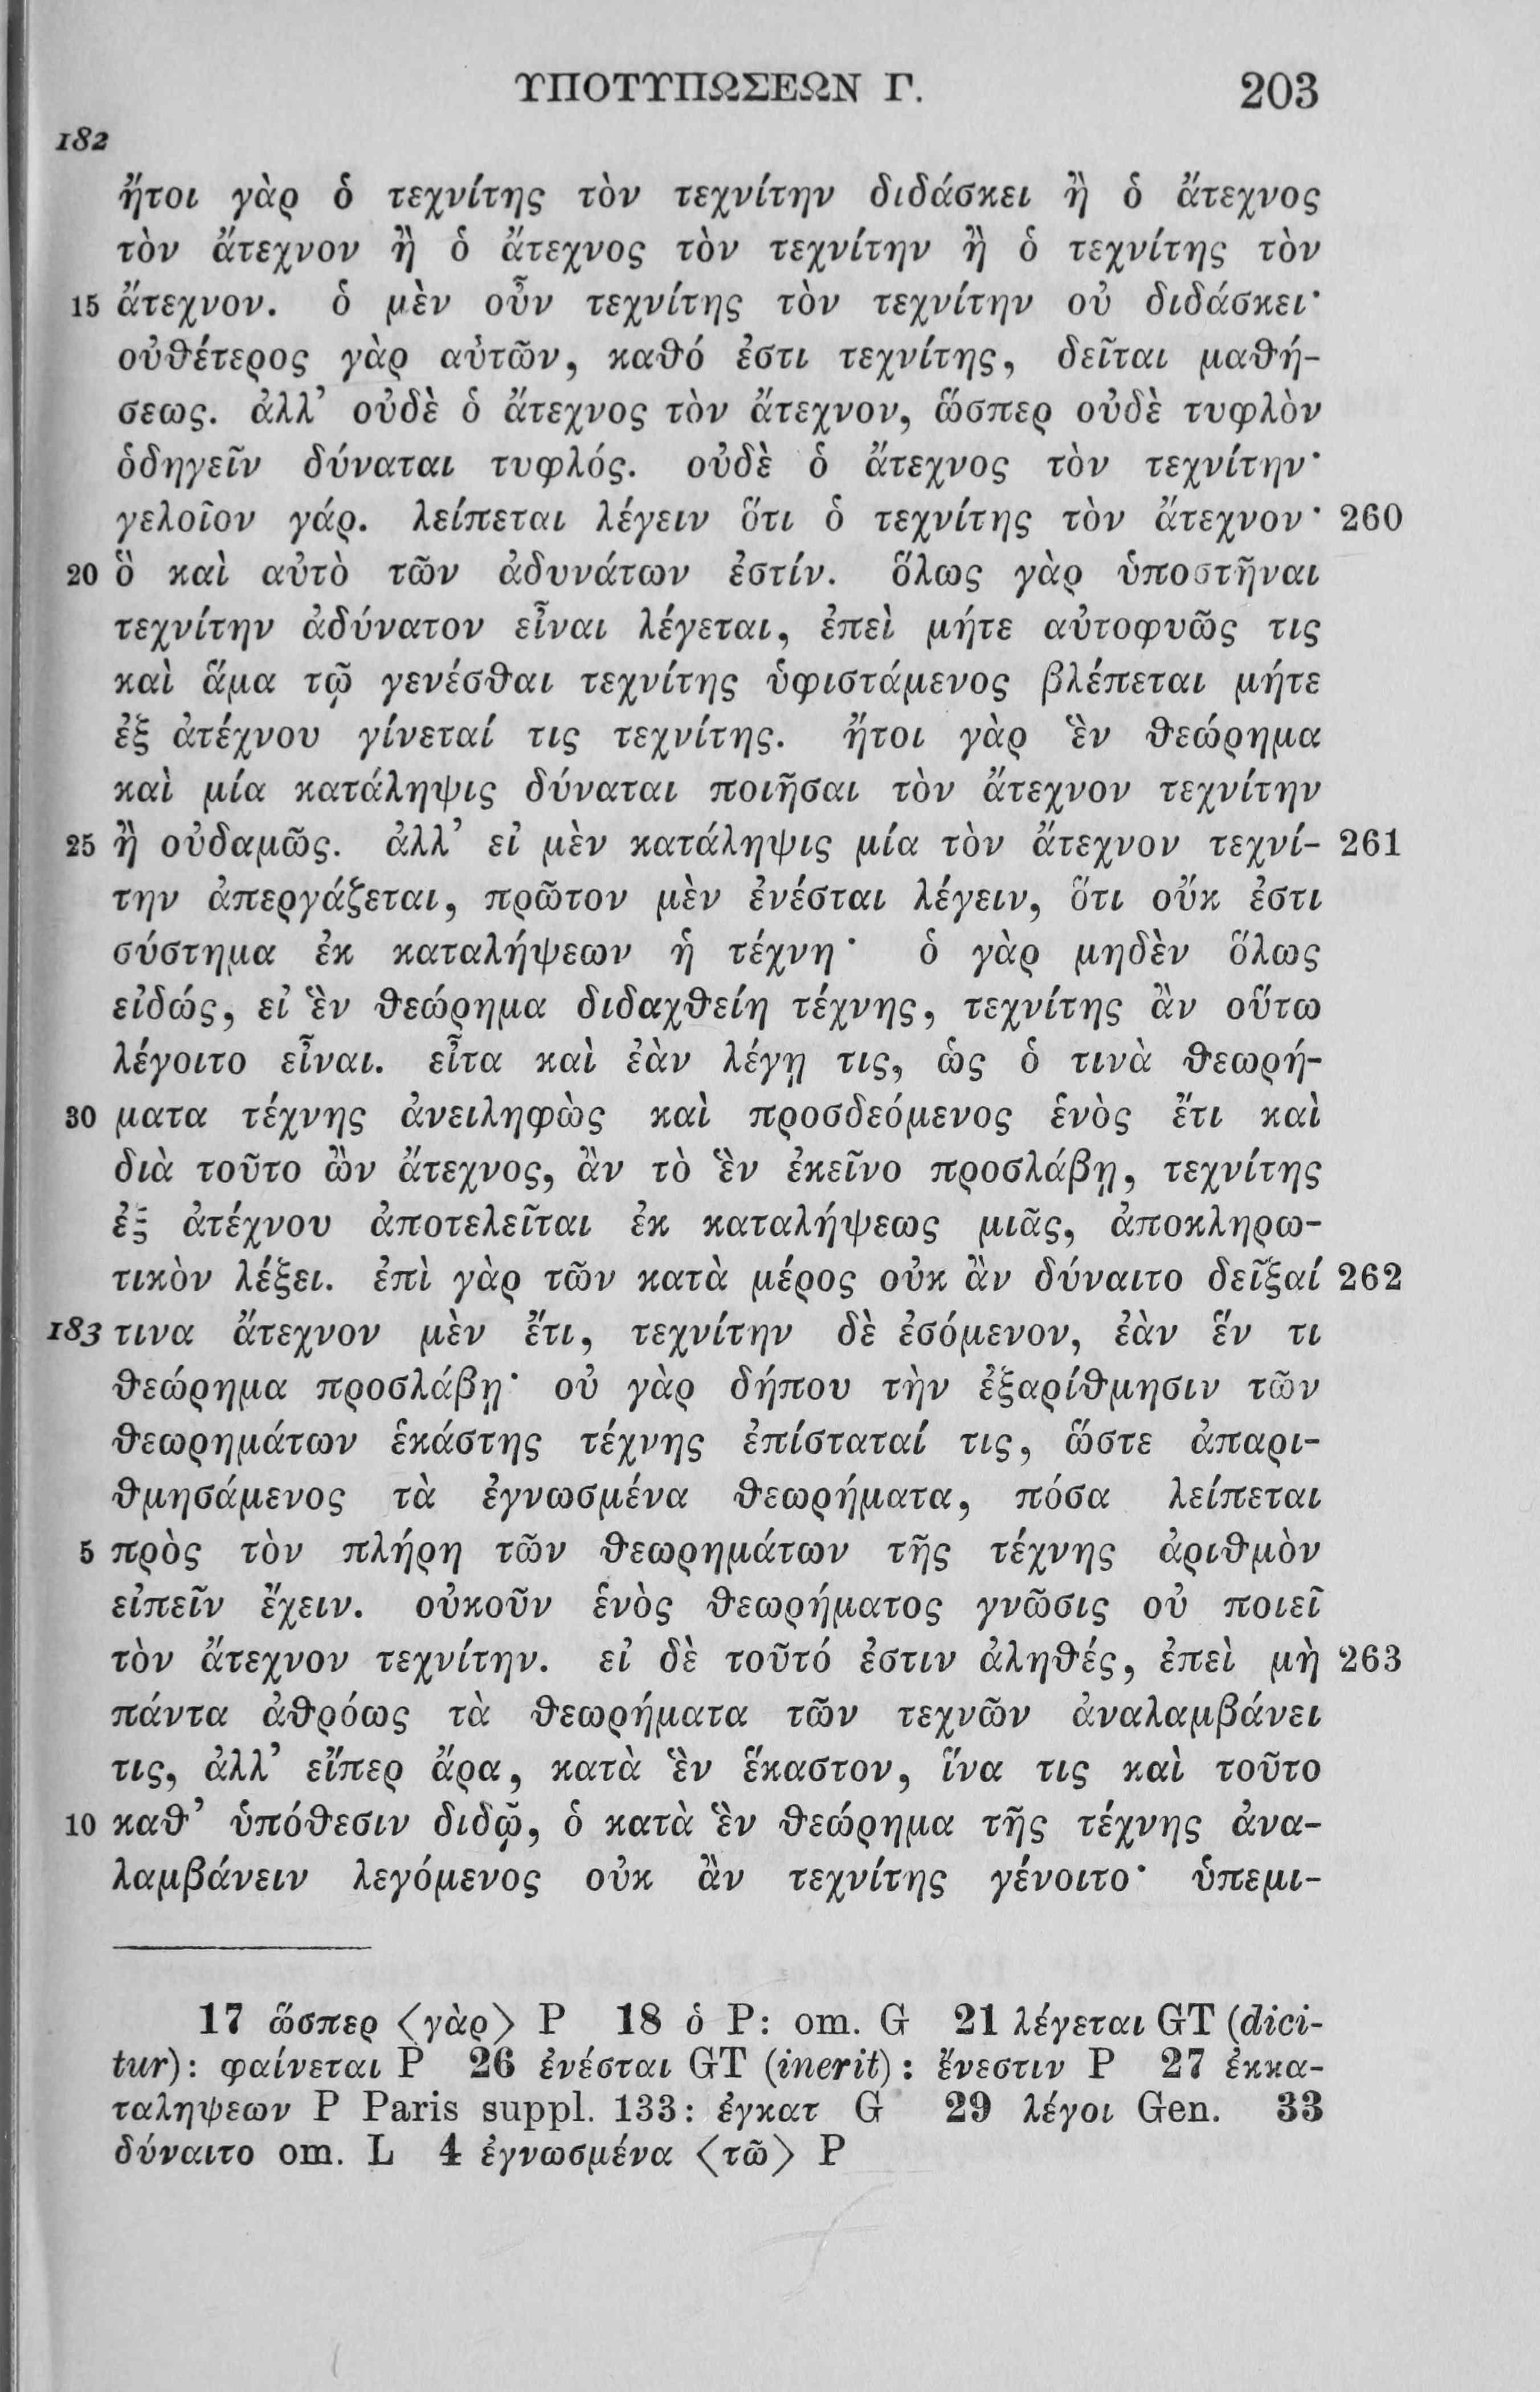 ΥΠΟΤΥΠΩΣΕΩΝ Γ. 203
182
ἤτοι γὰρ ὁ τεχνίτης τὸν τεχνίτην διδάσκει ἢ ὁ ἄτεχνος
τὸν ἄτεχνον ἢ ὁ ἄτεχνος τὸν τεχνίτην ἢ ὁ τεχνίτης τὸν
15 ἄτεχνον. ὁ μὲν οὖν τεχνίτης τὸν τεχνίτην οὐ διδάσκει·
οὐθέτερος γὰρ αὐτῶν, καθό ἐστι τεχνίτης, δεῖται μαθή-
σεως. ἀλλ’ οὐδὲ ὁ ἄτεχνος τὸν ἄτεχνον, ὥσπερ οὐδὲ τυφλὸν
ὁδηγεῖν δύναται τυφλός. οὐδὲ ὁ ἄτεχνος τὸν τεχνίτην·
γελοῖον γάρ. λείπεται λέγειν ὅτι ὁ τεχνίτης τὸν ἄτεχνον· 260
20 ὃ καὶ αὐτὸ τῶν ἀδυνάτων ἐστίν. ὅλως γὰρ ὑποστῆναι
τεχνίτην ἀδύνατον εἶναι λέγεται, ἐπεὶ μήτε αὐτοφυῶς τις
καὶ ἅμα τῷ γενέσθαι τεχνίτης ὑφιστάμενος βλέπεται μήτε
ἐξ ἀτέχνου γίνεταί τις τεχνίτης. ἤτοι γὰρ ἓν θεώρημα
καὶ μία κατάληψις δύναται ποιῆσαι τὸν ἄτεχνον τεχνίτην
25 ἢ οὐδαμῶς. ἀλλ’ εἰ μὲν κατάληψις μία τὸν ἄτεχνον τεχνί- 261
την ἀπεργάζεται, πρῶτον μὲν ἐνέσται λέγειν, ὅτι οὔκ ἐστι
σύστημα ἐκ καταλήψεων ἡ τέχνη· ὁ γὰρ μηδὲν ὅλως
εἰδώς, εἰ ἓν θεώρημα διδαχθείη τέχνης, τεχνίτης ἂν οὕτω
λέγοιτο εἶναι. εἶτα καὶ ἐὰν λέγῃ τις, ὡς ὁ τινὰ θεωρή-
30 ματα τέχνης ἀνειληφὼς καὶ προσδεόμενος ἑνὸς ἔτι καὶ
διὰ τοῦτο ὢν ἄτεχνος, ἂν τὸ ἓν ἐκεῖνο προσλάβῃ, τεχνίτης
ἐξ ἀτέχνου ἀποτελεῖται ἐκ καταλήψεως μιᾶς, ἀποκληρω-
τικὸν λέξει. ἐπὶ γὰρ τῶν κατὰ μέρος οὐκ ἂν δύναιτο δεῖξαί 262
183 τινα ἄτεχνον μὲν ἔτι, τεχνίτην δὲ ἐσόμενον, ἐὰν ἕν τι
θεώρημα προσλάβῃ· οὐ γὰρ δήπου τὴν ἐξαρίθμησιν τῶν
θεωρημάτων ἑκάστης τέχνης ἐπίσταταί τις, ὥστε ἀπαρι-
θμησάμενος τὰ ἐγνωσμένα θεωρήματα, πόσα λείπεται
5 πρὸς τὸν πλήρη τῶν θεωρημάτων τῆς τέχνης ἀριθμὸν
εἰπεῖν ἔχειν. οὐκοῦν ἑνὸς θεωρήματος γνῶσις οὐ ποιεῖ
τὸν ἄτεχνον τεχνίτην. εἰ δὲ τοῦτό ἐστιν ἀληθές, ἐπεὶ μὴ 263
πάντα ἀθρόως τὰ θεωρήματα τῶν τεχνῶν ἀναλαμβάνει
τις, ἀλλ’ εἴπερ ἄρα, κατὰ ἓν ἕκαστον, ἵνα τις καὶ τοῦτο
10 καθ’ ὑπόθεσιν διδῷ, ὁ κατὰ ἓν θεώρημα τῆς τέχνης ἀνα-
λαμβάνειν λεγόμενος οὐκ ἂν τεχνίτης γένοιτο· ὑπεμι-
17 ὥσπερ ⟨γὰρ⟩ P 18 ὁ P: om. G 21 λέγεται GT (dici-
tur): φαίνεται P 26 ἐνέσται GT (inerit): ἔνεστιν P 27 ἐκκα-
ταληψεων P Paris suppl. 133: ἐγκατ G 29 λέγοι Gen. 33
δύναιτο om. L 4 ἐγνωσμένα ⟨τῶ⟩ P